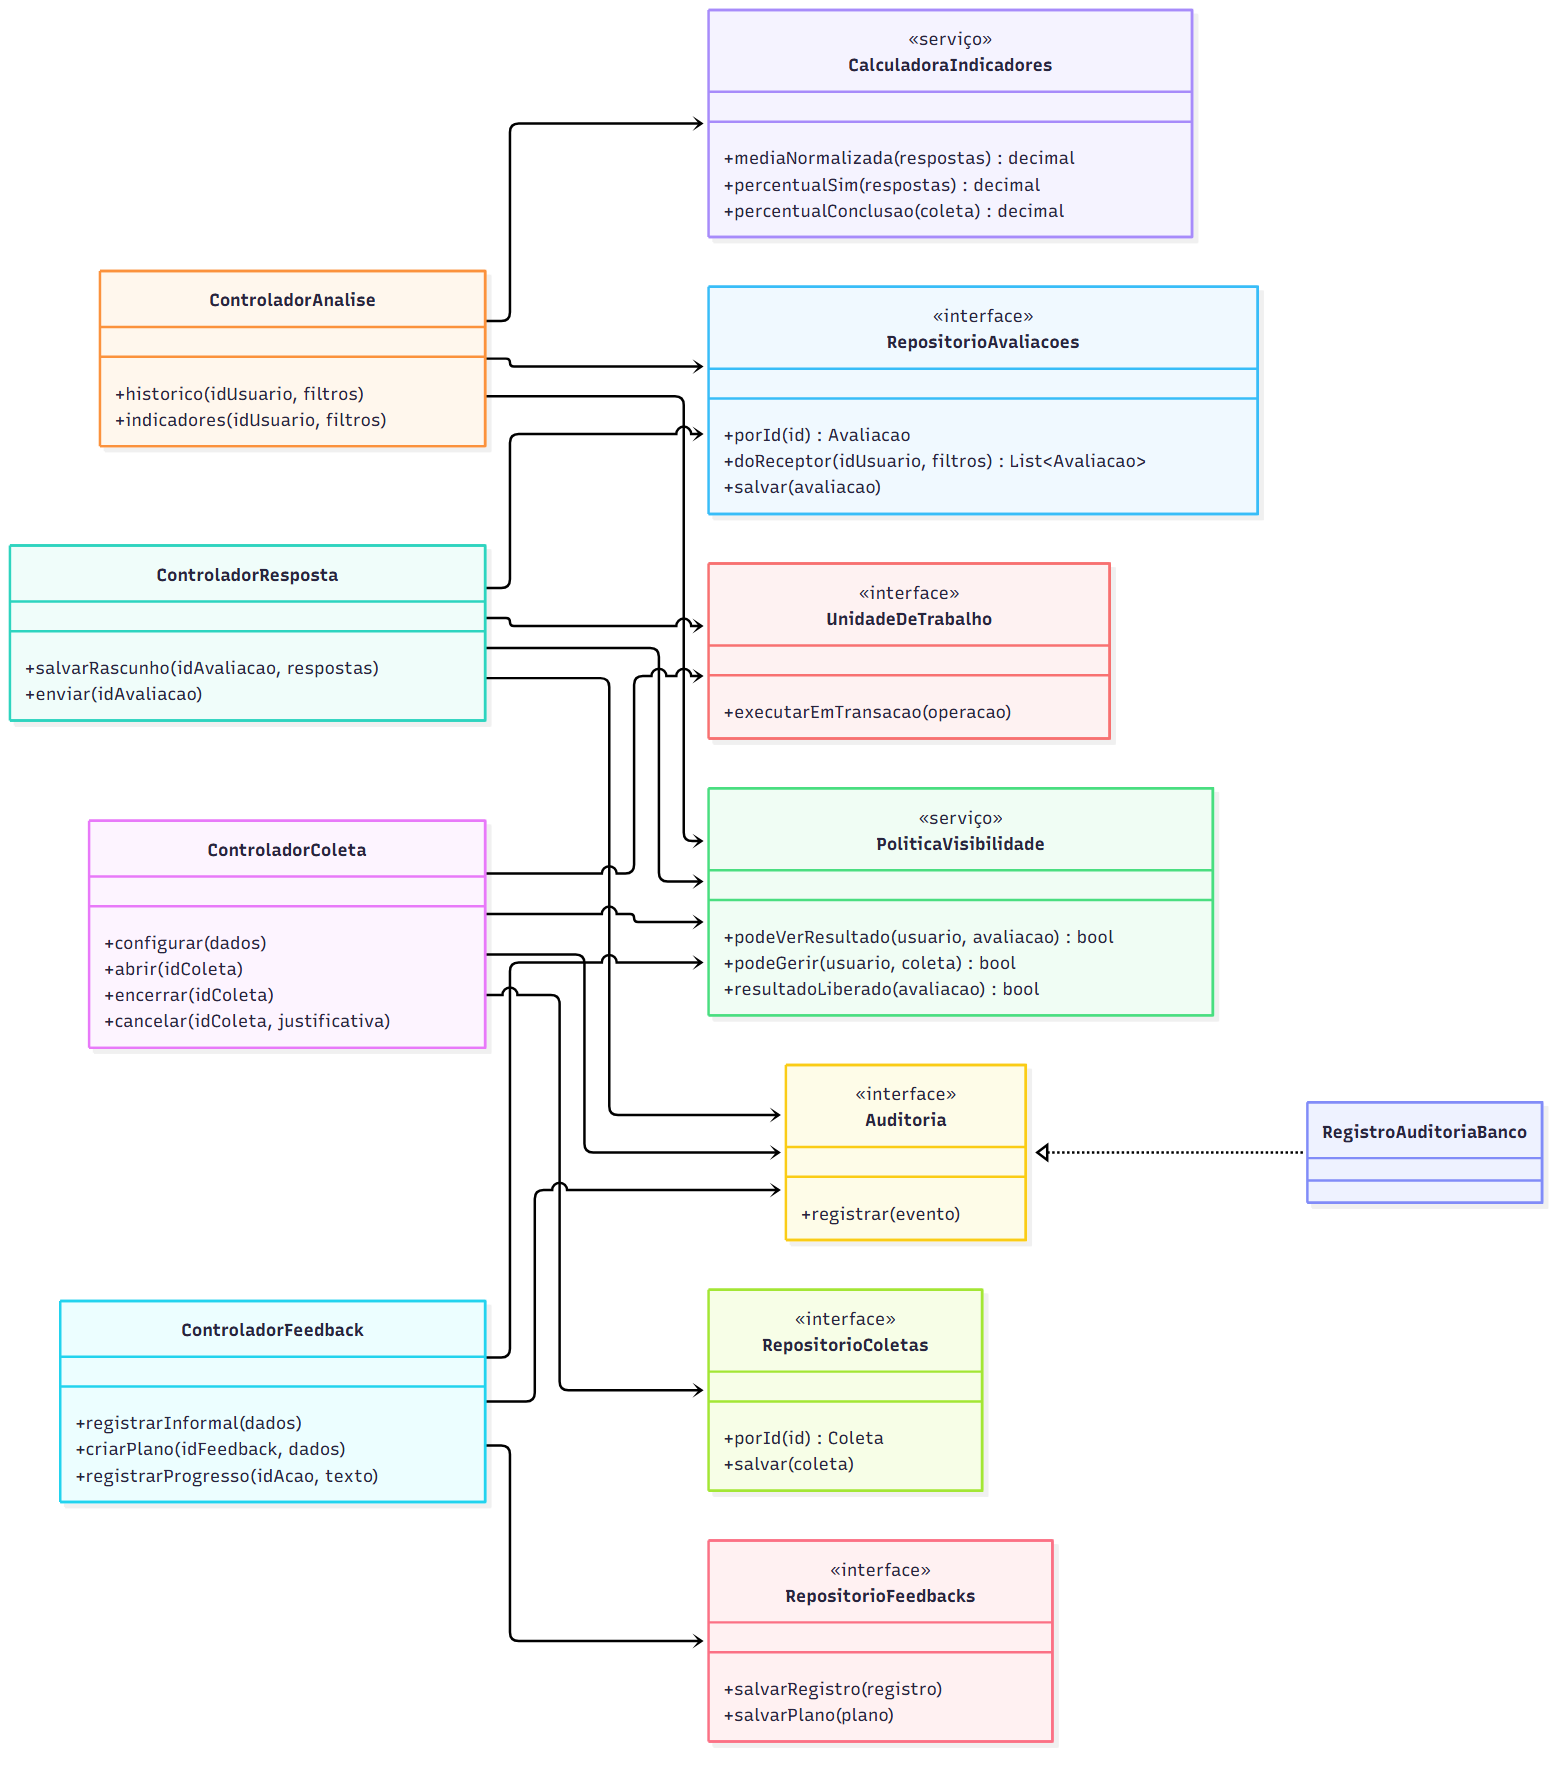 «serviço»
CalculadoraIndicadores
+mediaNormalizada(respostas) : decimal
+percentualSim(respostas) : decimal
+percentualConclusao(coleta) : decimal
ControladorAnalise
+historico(idUsuario, filtros)
+indicadores(idUsuario, filtros)
«interface»
RepositorioAvaliacoes
+porId(id) : Avaliacao
+doReceptor(idUsuario, filtros) : List<Avaliacao>
+salvar(avaliacao)
ControladorResposta
+salvarRascunho(idAvaliacao, respostas)
+enviar(idAvaliacao)
«interface»
UnidadeDeTrabalho
+executarEmTransacao(operacao)
ControladorColeta
+configurar(dados)
+abrir(idColeta)
+encerrar(idColeta)
+cancelar(idColeta, justificativa)
«serviço»
PoliticaVisibilidade
+podeVerResultado(usuario, avaliacao) : bool
+podeGerir(usuario, coleta) : bool
+resultadoLiberado(avaliacao) : bool
«interface»
Auditoria
+registrar(evento)
RegistroAuditoriaBanco
ControladorFeedback
+registrarInformal(dados)
+criarPlano(idFeedback, dados)
+registrarProgresso(idAcao, texto)
«interface»
RepositorioColetas
+porId(id) : Coleta
+salvar(coleta)
«interface»
RepositorioFeedbacks
+salvarRegistro(registro)
+salvarPlano(plano)